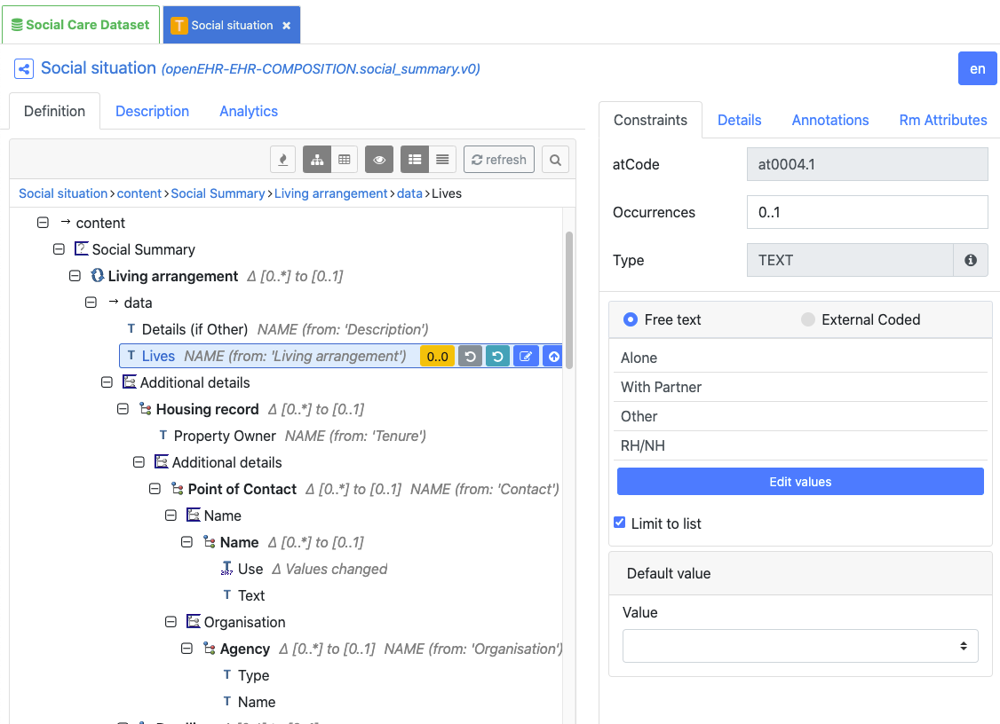 Social Care Dataset
T Social situation ×
Social situation (openEHR-EHR-COMPOSITION.social_summary.v0)
en
Definition Description Analytics
refresh
Social situation›content›Social Summary›Living arrangement›data›Lives
→ content
? Social Summary
Living arrangement Δ [0..*] to [0..1]
→ data
T Details (if Other) NAME (from: 'Description')
T Lives NAME (from: 'Living arrangement') 0..0
Additional details
Housing record Δ [0..*] to [0..1]
T Property Owner NAME (from: 'Tenure')
Additional details
Point of Contact Δ [0..*] to [0..1] NAME (from: 'Contact')
Name
Name Δ [0..*] to [0..1]
Use Δ Values changed
T Text
Organisation
Agency Δ [0..*] to [0..1] NAME (from: 'Organisation')
T Type
T Name
Constraints Details Annotations Rm Attributes
atCode at0004.1
Occurrences 0..1
Type TEXT
Free text External Coded
Alone
With Partner
Other
RH/NH
Edit values
Limit to list
Default value
Value